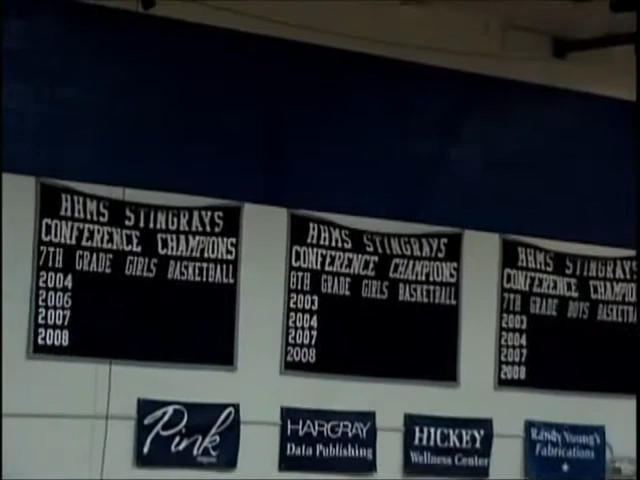 HHMS STINGRAYS
CONFERENCE CHAMPIONS
7TH GRADE GIRLS BASKETBALL
2004
2006
2007
2008
HHMS STINGRAYS
CONFERENCE CHAMPIONS
8TH GRADE GIRLS BASKETBALL
2003
2004
2007
2008
HHMS STINGRAYS
CONFERENCE CHAMPIO
7TH GRADE BOYS BASKETBA
2003
2004
2007
2008
Pink
HARGRAY
Data Publishing
HICKEY
Wellness Center
Randy Young's
Fabrications